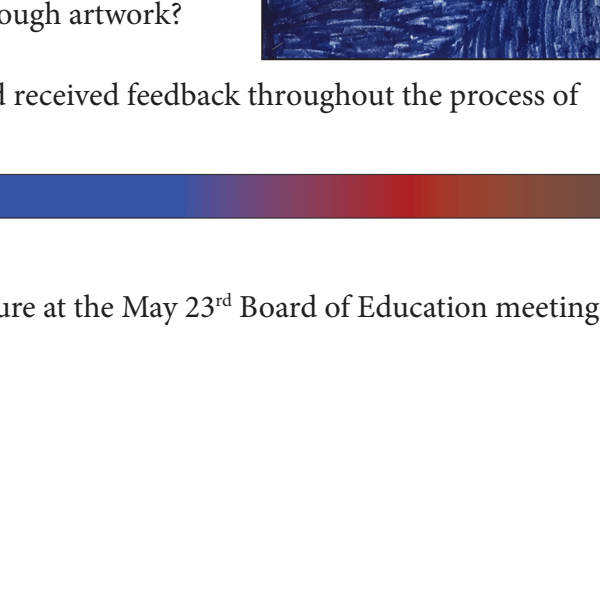 ough artwork?
d received feedback throughout the process of
ure at the May 23rd Board of Education meeting